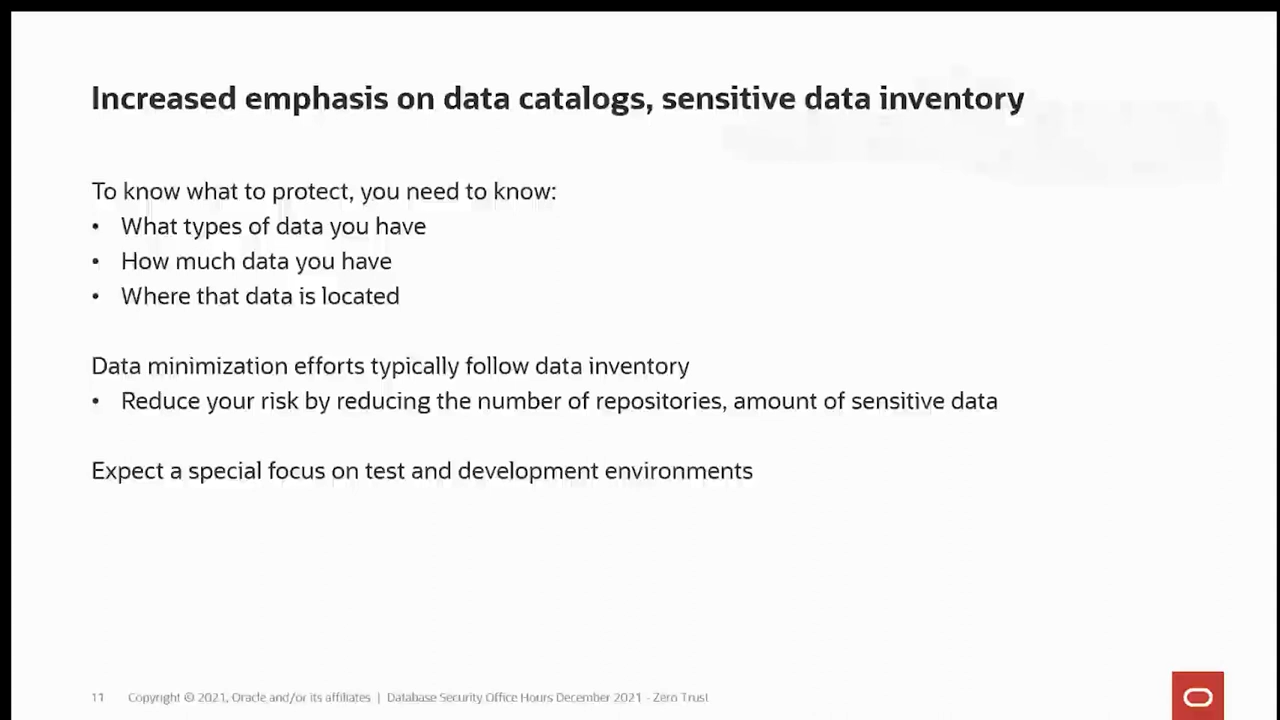 Increased emphasis on data catalogs, sensitive data inventory
To know what to protect, you need to know:
• What types of data you have
• How much data you have
• Where that data is located
Data minimization efforts typically follow data inventory
• Reduce your risk by reducing the number of repositories, amount of sensitive data
Expect a special focus on test and development environments
11 Copyright © 2021, Oracle and/or its affiliates | Database Security Office Hours December 2021 - Zero Trust